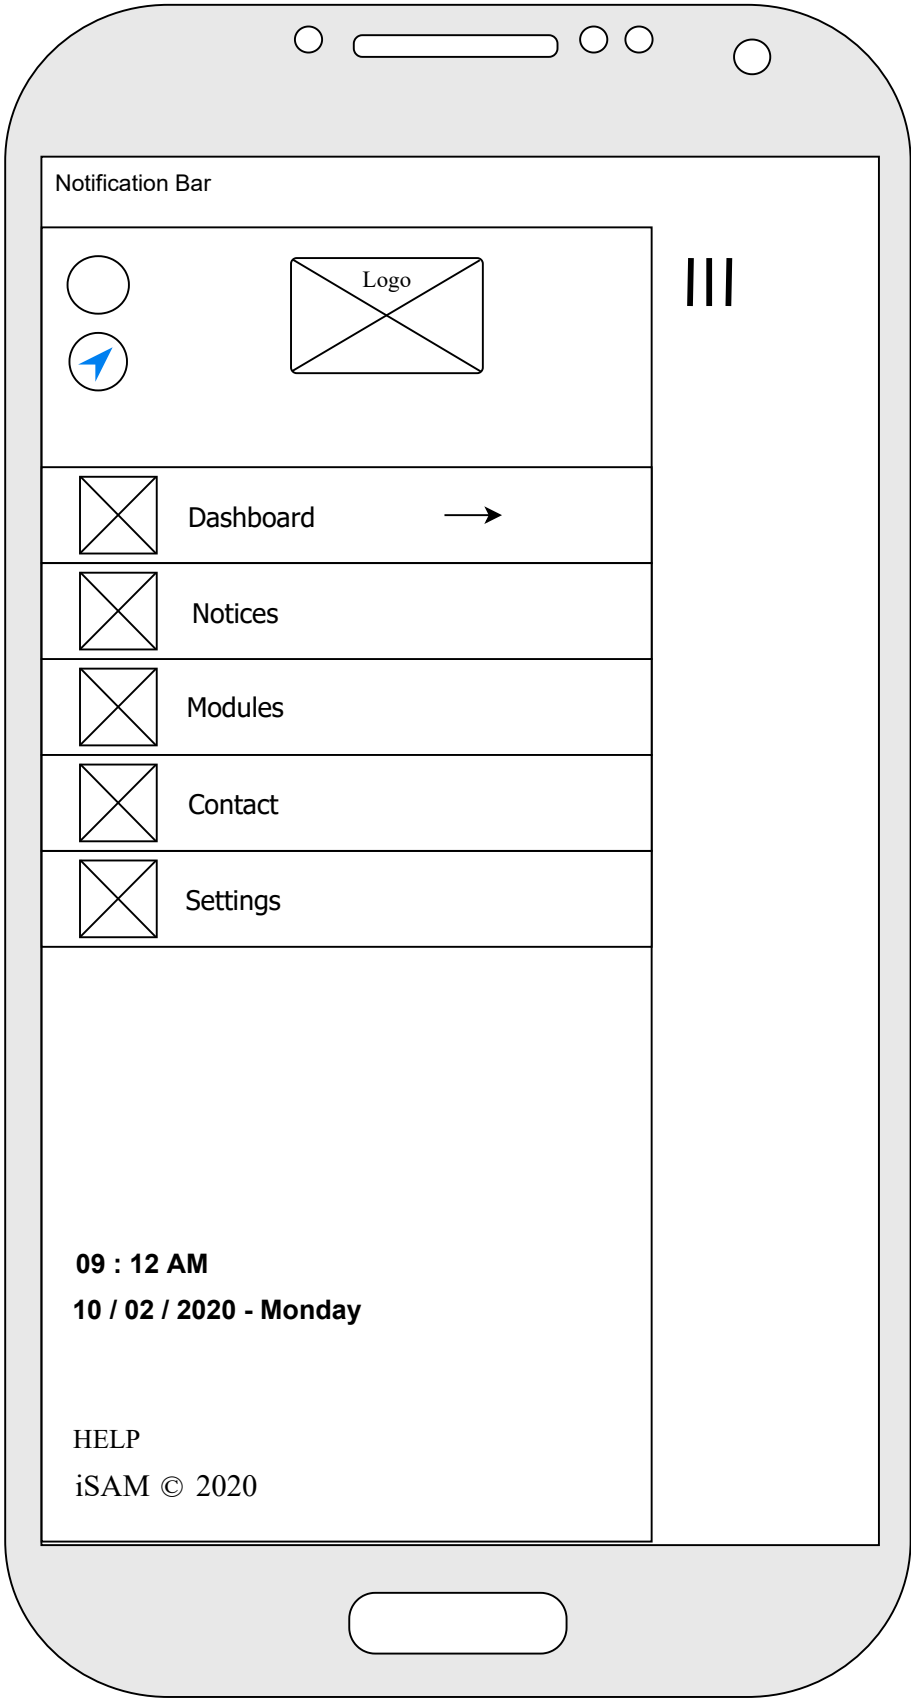 Notification Bar
Logo
Dashboard
Notices
Modules
Contact
Settings
09 : 12 AM
10 / 02 / 2020 - Monday
HELP
iSAM © 2020